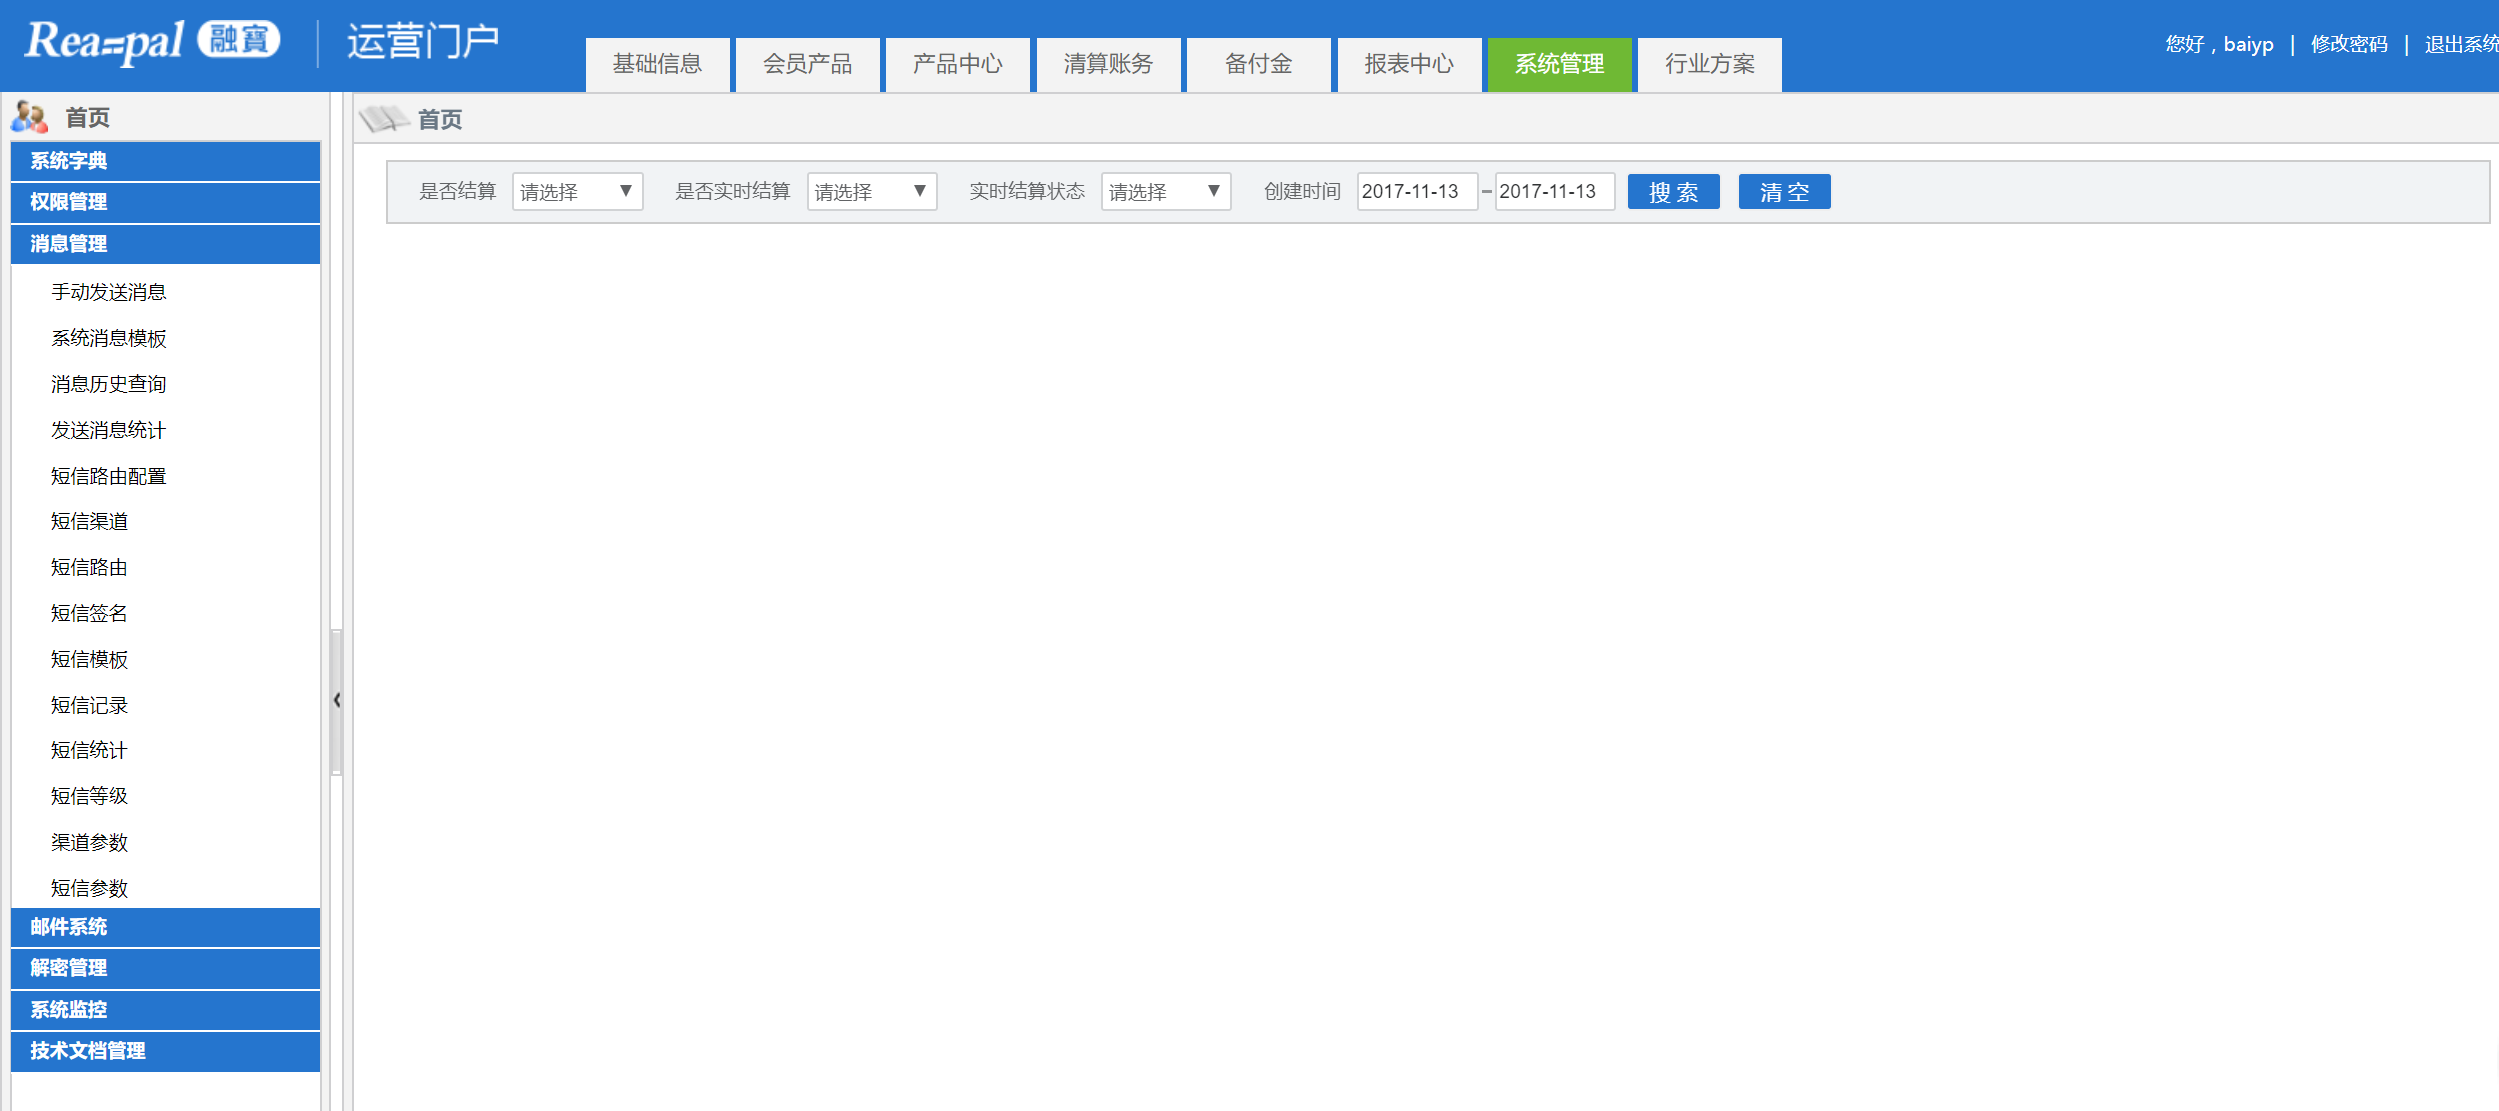 Reapal 融寶 运营门户
基础信息 会员产品 产品中心 清算账务 备付金 报表中心 系统管理 行业方案
您好，baiyp | 修改密码 | 退出系统
首页
系统字典
权限管理
消息管理
手动发送消息
系统消息模板
消息历史查询
发送消息统计
短信路由配置
短信渠道
短信路由
短信签名
短信模板
短信记录
短信统计
短信等级
渠道参数
短信参数
邮件系统
解密管理
系统监控
技术文档管理
首页
是否结算 请选择 ▼ 是否实时结算 请选择 ▼ 实时结算状态 请选择 ▼ 创建时间 2017-11-13 - 2017-11-13 搜 索 清 空